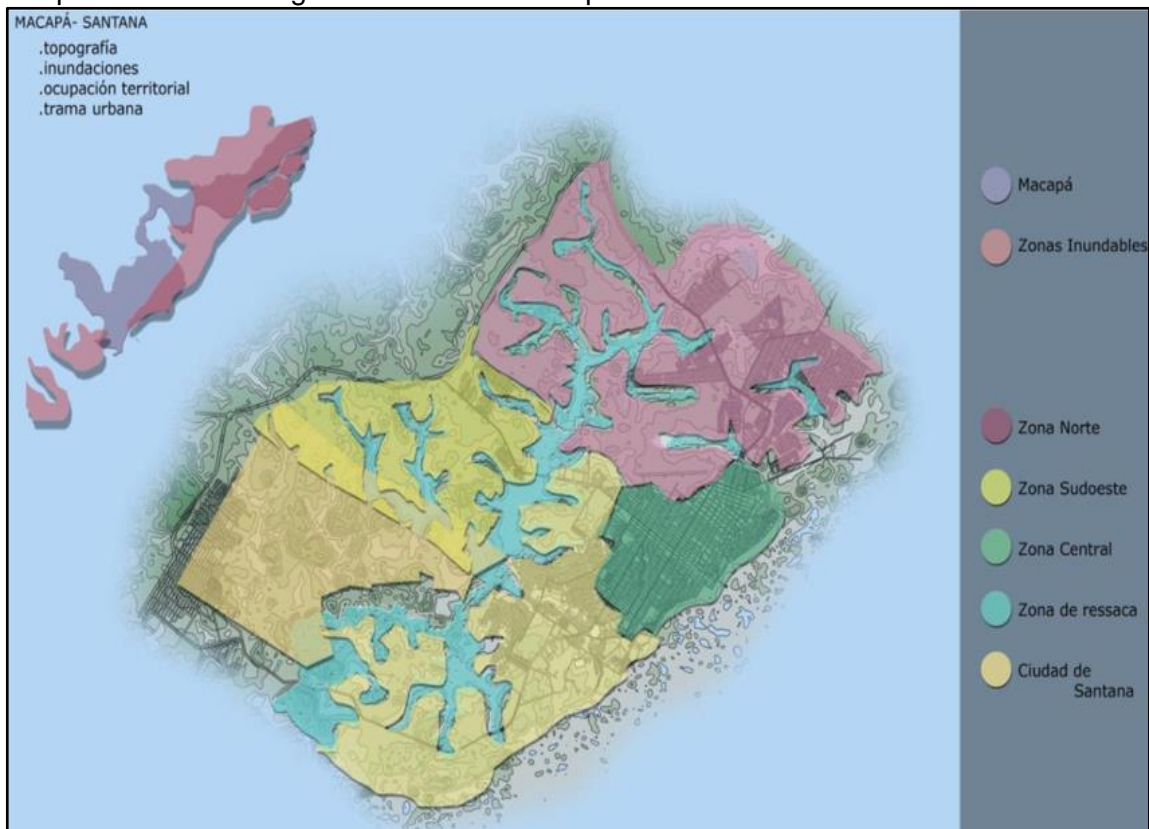 MACAPÁ- SANTANA
.topografía
.inundaciones
.ocupación territorial
.trama urbana
Macapá
Zonas Inundables
Zona Norte
Zona Sudoeste
Zona Central
Zona de ressaca
Ciudad de
Santana